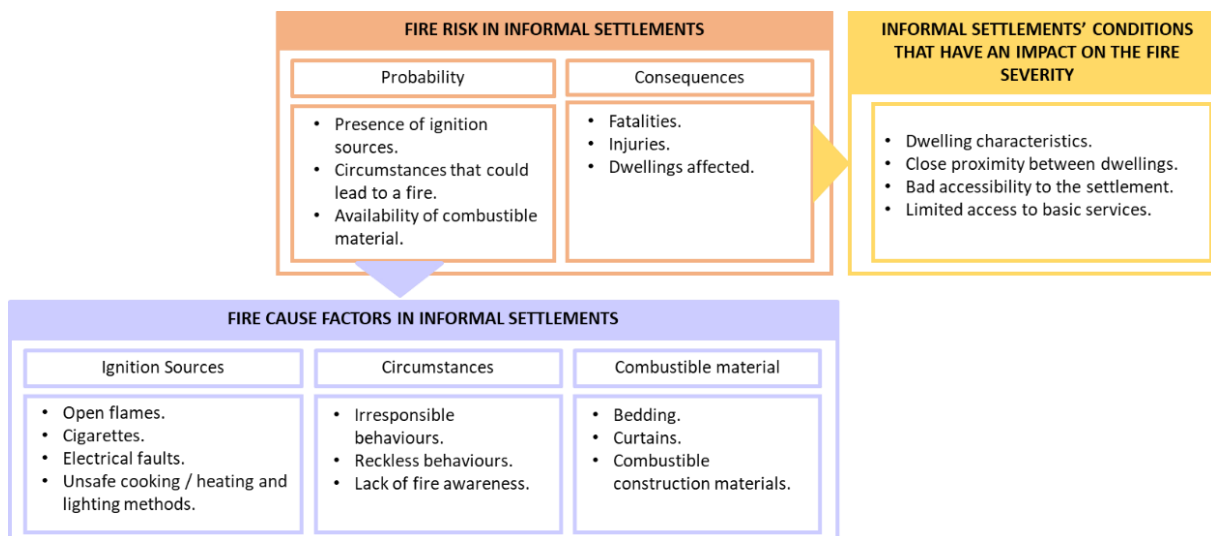 FIRE RISK IN INFORMAL SETTLEMENTS
Probability
• Presence of ignition
sources.
• Circumstances that could
lead to a fire.
• Availability of combustible
material.
Consequences
• Fatalities.
• Injuries.
• Dwellings affected.
INFORMAL SETTLEMENTS’ CONDITIONS
THAT HAVE AN IMPACT ON THE FIRE
SEVERITY
• Dwelling characteristics.
• Close proximity between dwellings.
• Bad accessibility to the settlement.
• Limited access to basic services.
FIRE CAUSE FACTORS IN INFORMAL SETTLEMENTS
Ignition Sources
• Open flames.
• Cigarettes.
• Electrical faults.
• Unsafe cooking / heating and
lighting methods.
Circumstances
• Irresponsible
behaviours.
• Reckless behaviours.
• Lack of fire awareness.
Combustible material
• Bedding.
• Curtains.
• Combustible
construction materials.